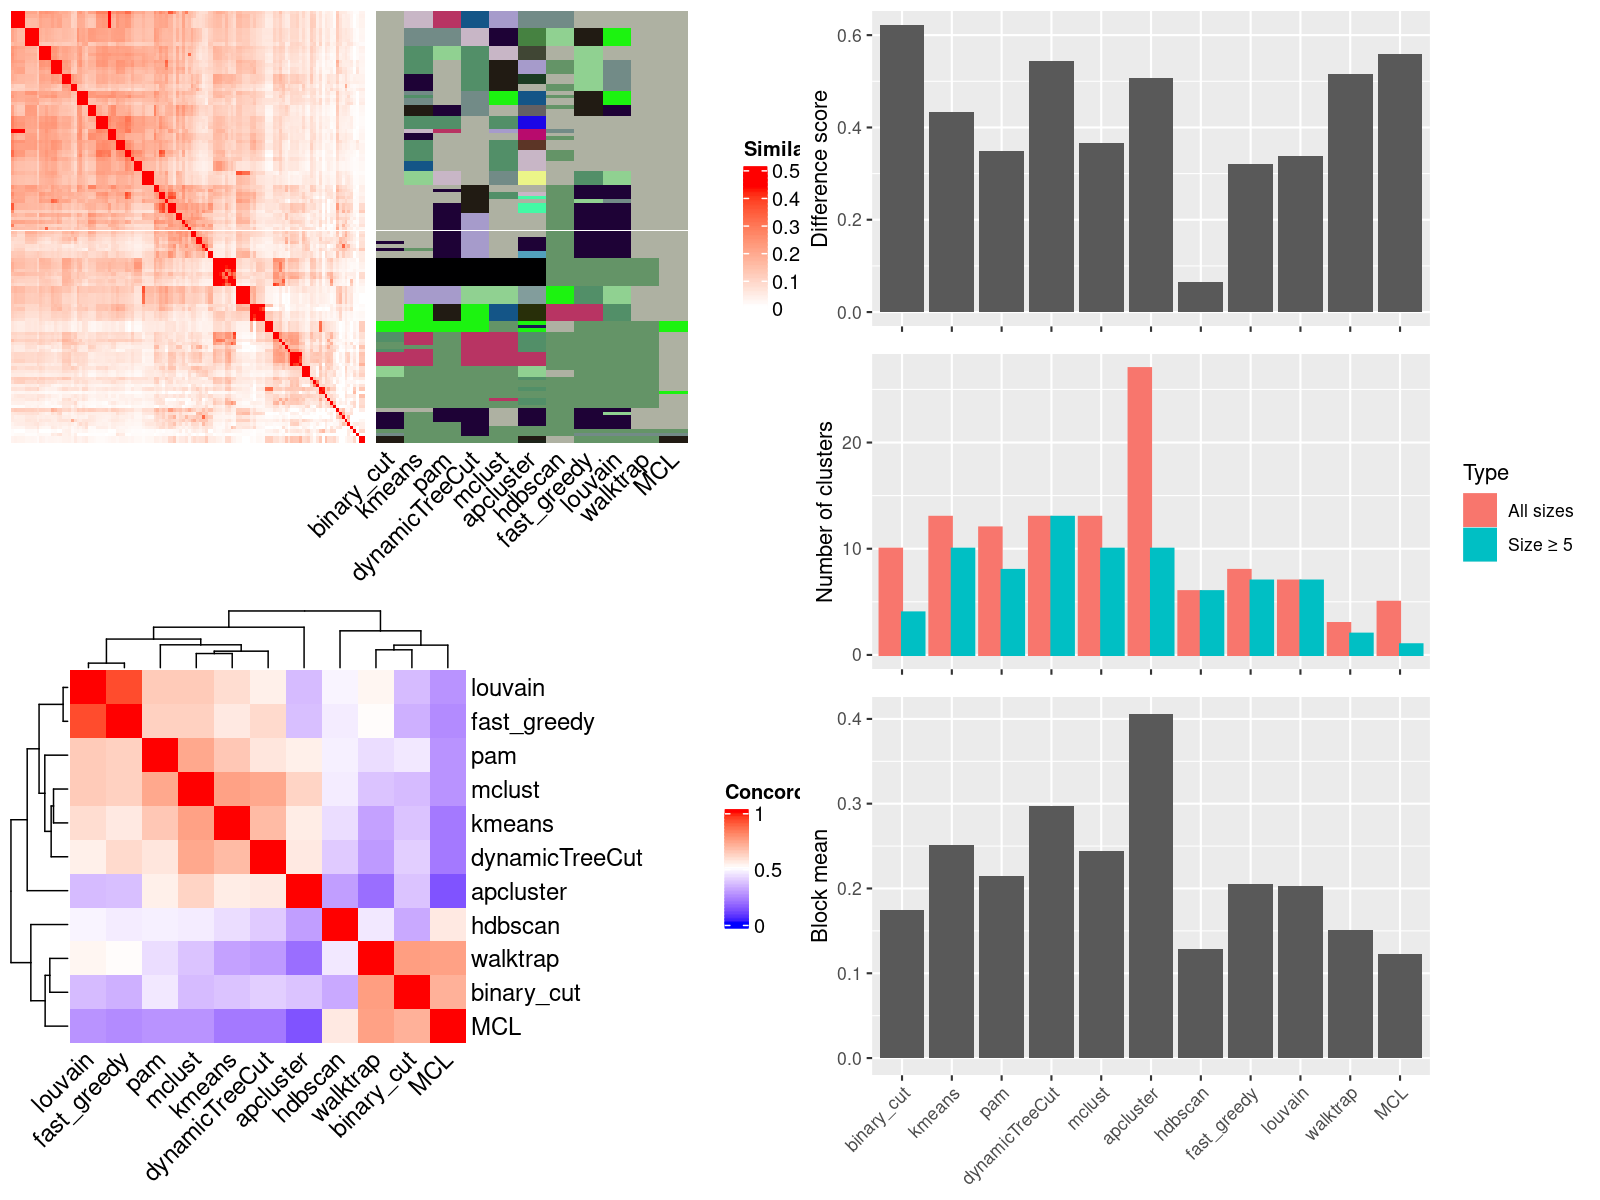 Simila
0.5
0.4
0.3
0.2
0.1
0
binary_cut
kmeans
pam
dynamicTreeCut
mclust
apcluster
hdbscan
fast_greedy
louvain
walktrap
MCL
louvain
fast_greedy
pam
mclust
kmeans
dynamicTreeCut
apcluster
hdbscan
walktrap
binary_cut
MCL
louvain
fast_greedy
pam
mclust
kmeans
dynamicTreeCut
apcluster
hdbscan
walktrap
binary_cut
MCL
Concord
1
0.5
0
Difference score
0.6
0.4
0.2
0.0
Number of clusters
20
10
0
Type
All sizes
Size ≥ 5
Block mean
0.4
0.3
0.2
0.1
0.0
binary_cut
kmeans
pam
dynamicTreeCut
mclust
apcluster
hdbscan
fast_greedy
louvain
walktrap
MCL